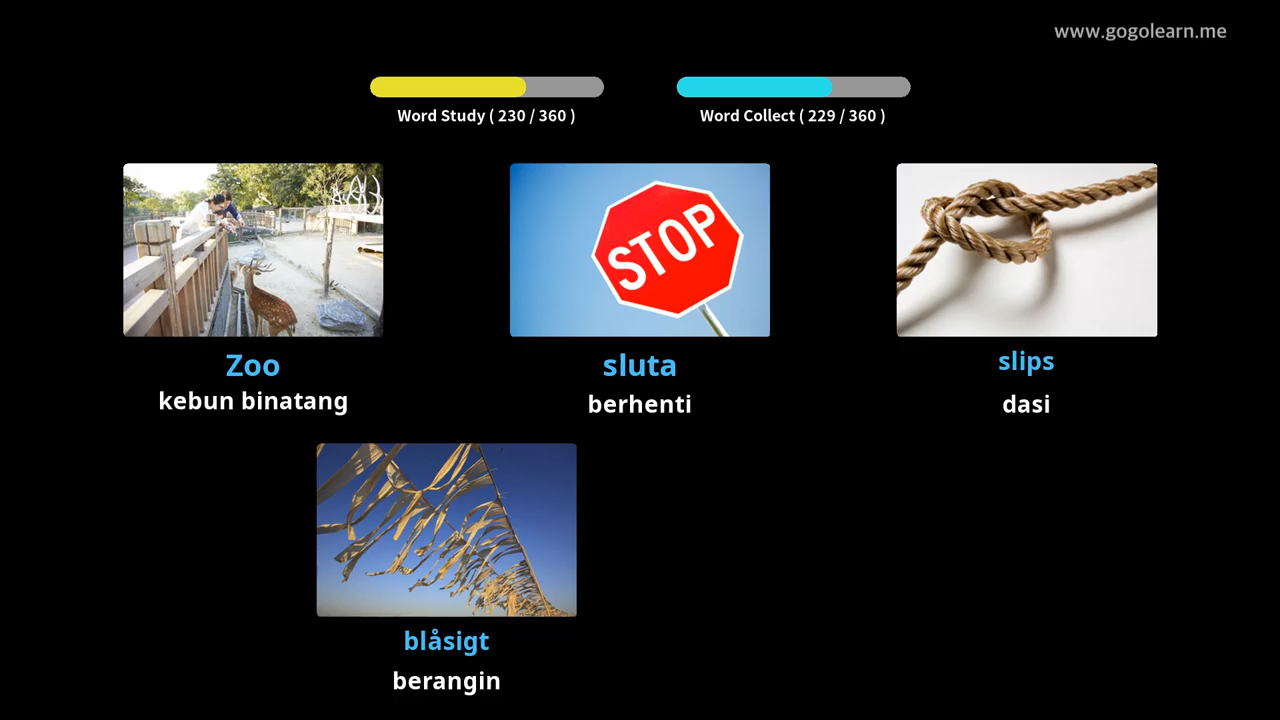 www.gogolearn.me
Word Study ( 230 / 360 )
Word Collect ( 229 / 360 )
STOP
Zoo
kebun binatang
sluta
berhenti
slips
dasi
blåsigt
berangin